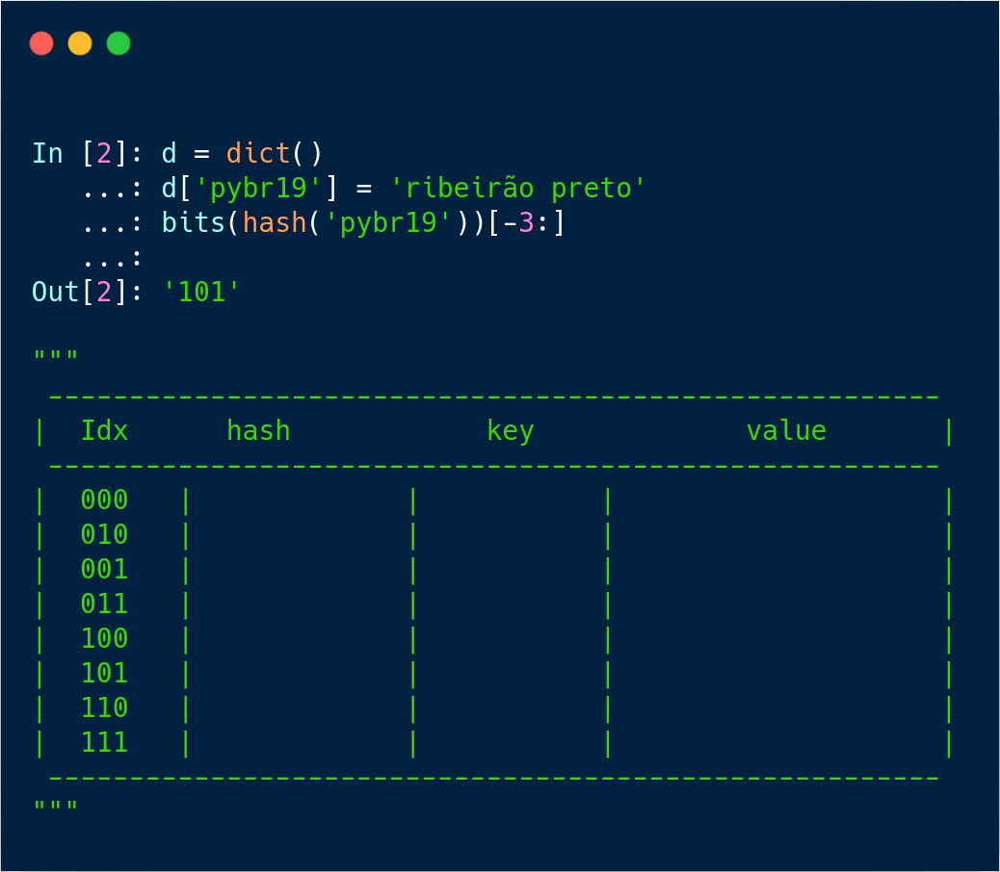 In [2]: d = dict()
   ...: d['pybr19'] = 'ribeirão preto'
   ...: bits(hash('pybr19'))[-3:]
   ...:
Out[2]: '101'
"""
 -------------------------------------------------------
|  Idx      hash            key             value       |
 -------------------------------------------------------
|  000   |             |           |                    |
|  010   |             |           |                    |
|  001   |             |           |                    |
|  011   |             |           |                    |
|  100   |             |           |                    |
|  101   |             |           |                    |
|  110   |             |           |                    |
|  111   |             |           |                    |
 -------------------------------------------------------
"""